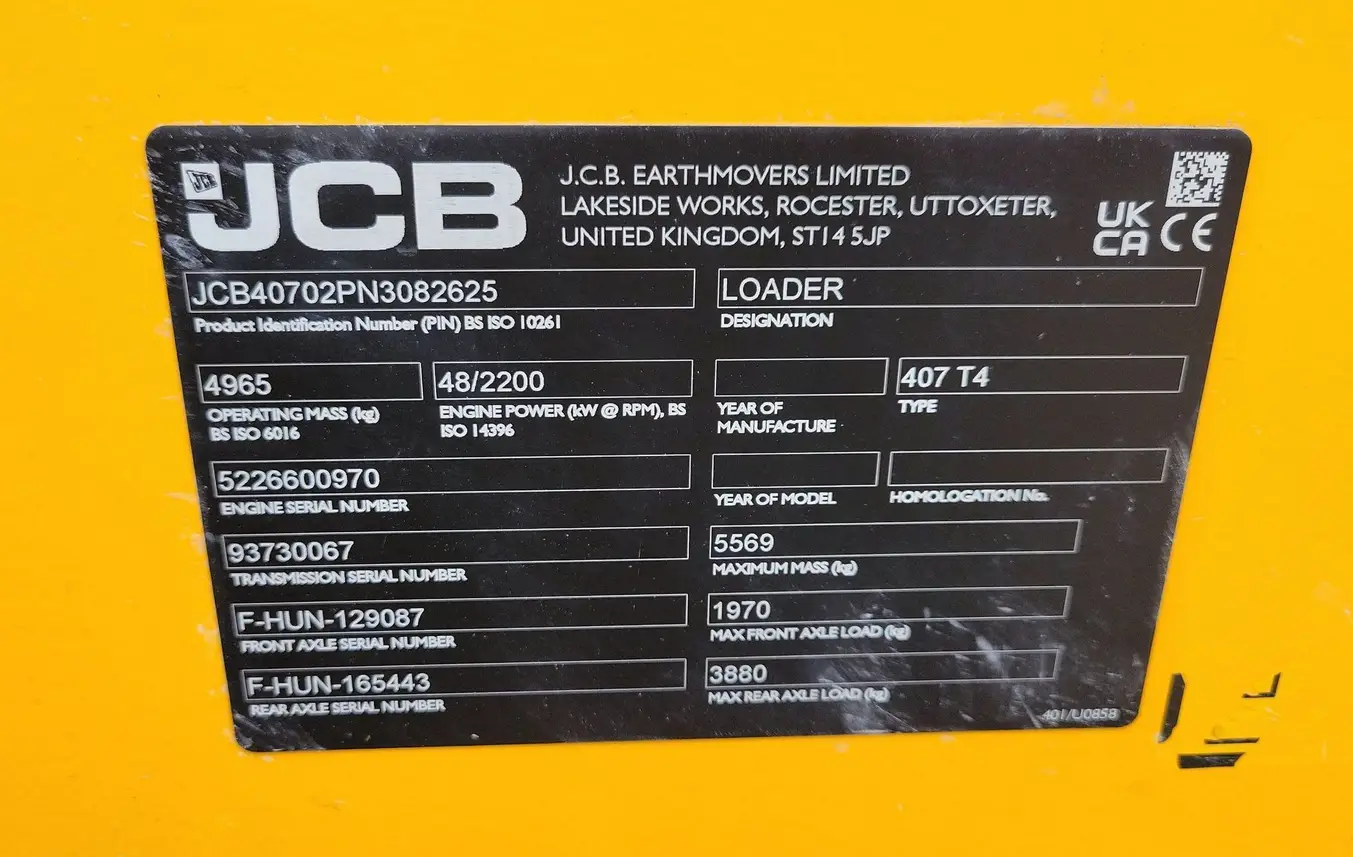 JCB
JCB
J.C.B. EARTHMOVERS LIMITED
LAKESIDE WORKS, ROCESTER, UTTOXETER,
UNITED KINGDOM, ST14 5JP
UK
CA CE
JCB40702PN3082625
Product Identification Number (PIN) BS ISO 10261
LOADER
DESIGNATION
4965
OPERATING MASS (kg)
BS ISO 6016
48/2200
ENGINE POWER (kW @ RPM), BS
ISO 14396
YEAR OF
MANUFACTURE
407 T4
TYPE
5226600970
ENGINE SERIAL NUMBER
YEAR OF MODEL
HOMOLOGATION No.
93730067
TRANSMISSION SERIAL NUMBER
5569
MAXIMUM MASS (kg)
F-HUN-129087
FRONT AXLE SERIAL NUMBER
1970
MAX FRONT AXLE LOAD (kg)
F-HUN-165443
REAR AXLE SERIAL NUMBER
3880
MAX REAR AXLE LOAD (kg)
401/U0858